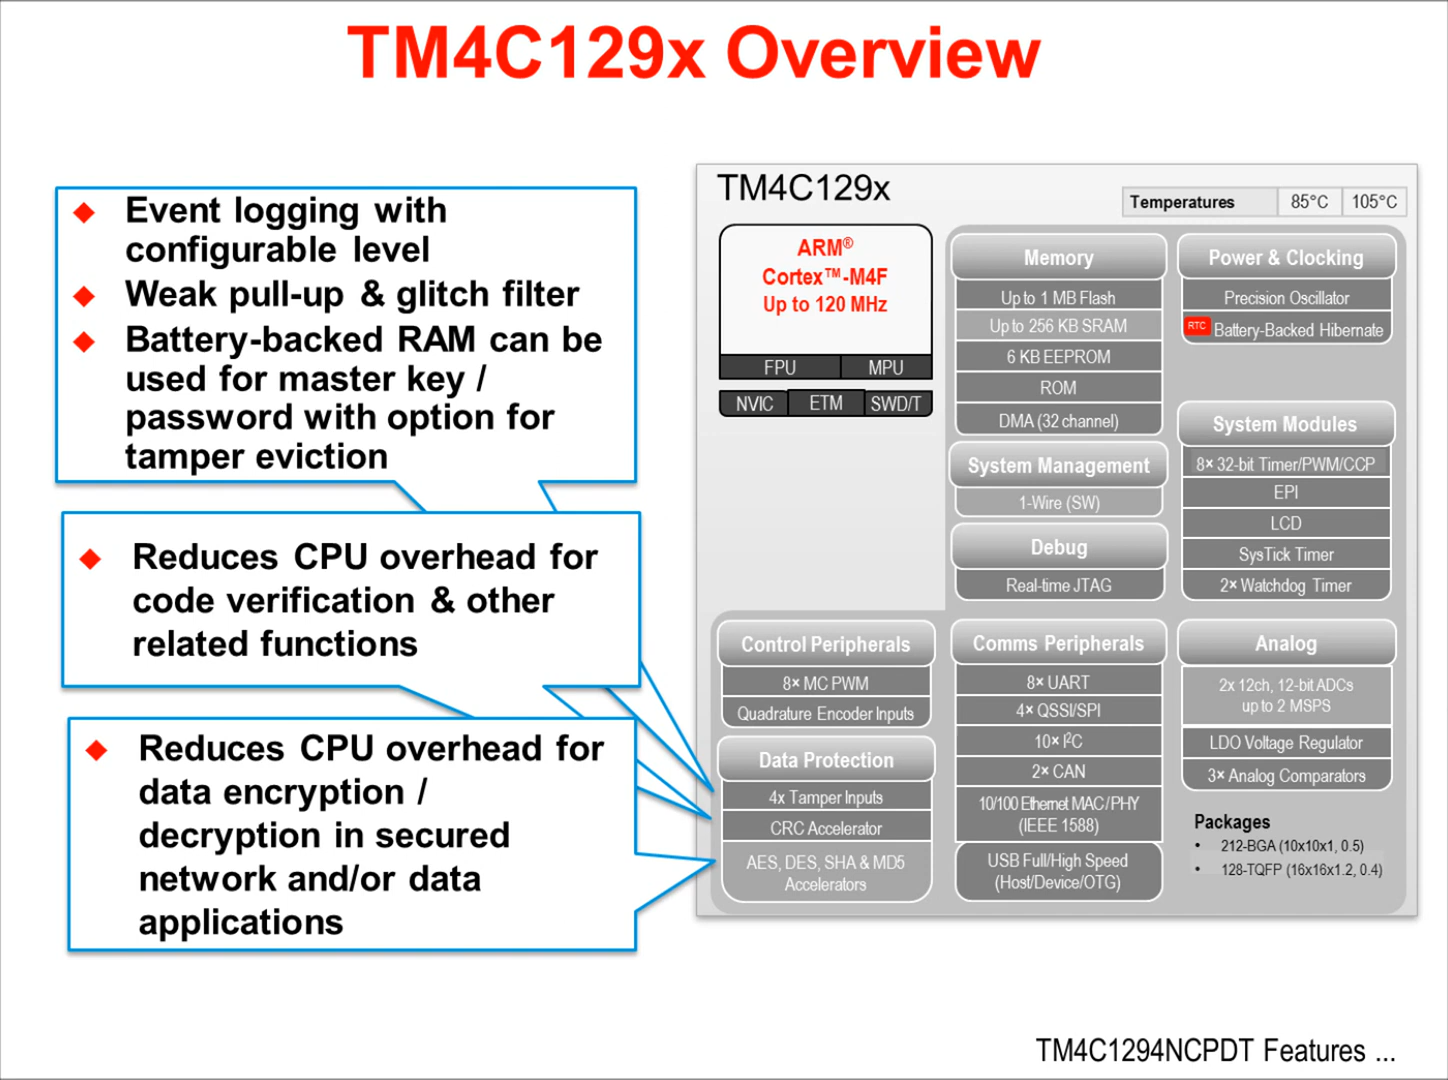 TM4C129x Overview
Event logging with
configurable level
Weak pull-up & glitch filter
Battery-backed RAM can be
used for master key /
password with option for
tamper eviction
Reduces CPU overhead for
code verification & other
related functions
Reduces CPU overhead for
data encryption /
decryption in secured
network and/or data
applications
TM4C129x
Temperatures 85°C 105°C
ARM®
Cortex™-M4F
Up to 120 MHz
FPU MPU
NVIC ETM SWD/T
Memory
Up to 1 MB Flash
Up to 256 KB SRAM
6 KB EEPROM
ROM
DMA (32 channel)
System Management
1-Wire (SW)
Debug
Real-time JTAG
Power & Clocking
Precision Oscillator
RTC Battery-Backed Hibernate
System Modules
8× 32-bit Timer/PWM/CCP
EPI
LCD
SysTick Timer
2× Watchdog Timer
Control Peripherals
8× MC PWM
Quadrature Encoder Inputs
Data Protection
4x Tamper Inputs
CRC Accelerator
AES, DES, SHA & MD5
Accelerators
Comms Peripherals
8× UART
4× QSSI/SPI
10× I²C
2× CAN
10/100 Ethernet MAC/PHY
(IEEE 1588)
USB Full/High Speed
(Host/Device/OTG)
Analog
2x 12ch, 12-bit ADCs
up to 2 MSPS
LDO Voltage Regulator
3× Analog Comparators
Packages
• 212-BGA (10x10x1, 0.5)
• 128-TQFP (16x16x1.2, 0.4)
TM4C1294NCPDT Features ...